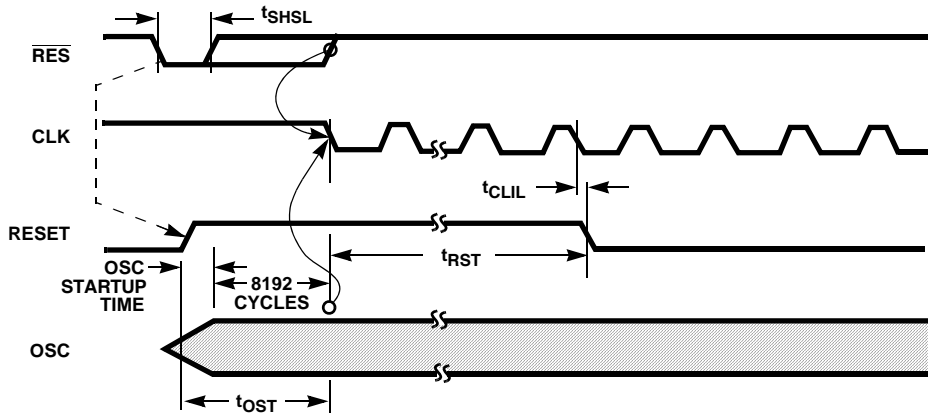 tSHSL
RES
CLK
tCLIL
RESET
tRST
OSC
STARTUP
TIME
8192
CYCLES
OSC
tOST